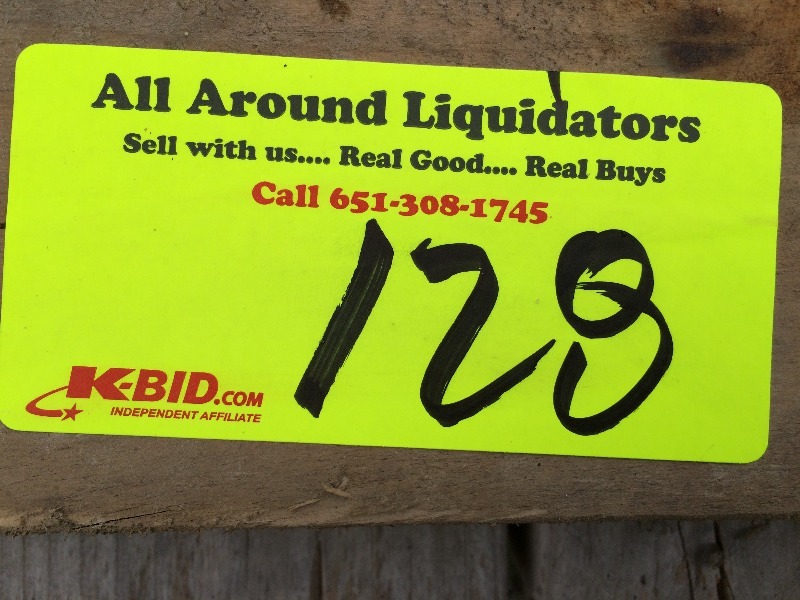 All Around Liquidators
Sell with us.... Real Good.... Real Buys
Call 651-308-1745
128
K-BID.COM
INDEPENDENT AFFILIATE